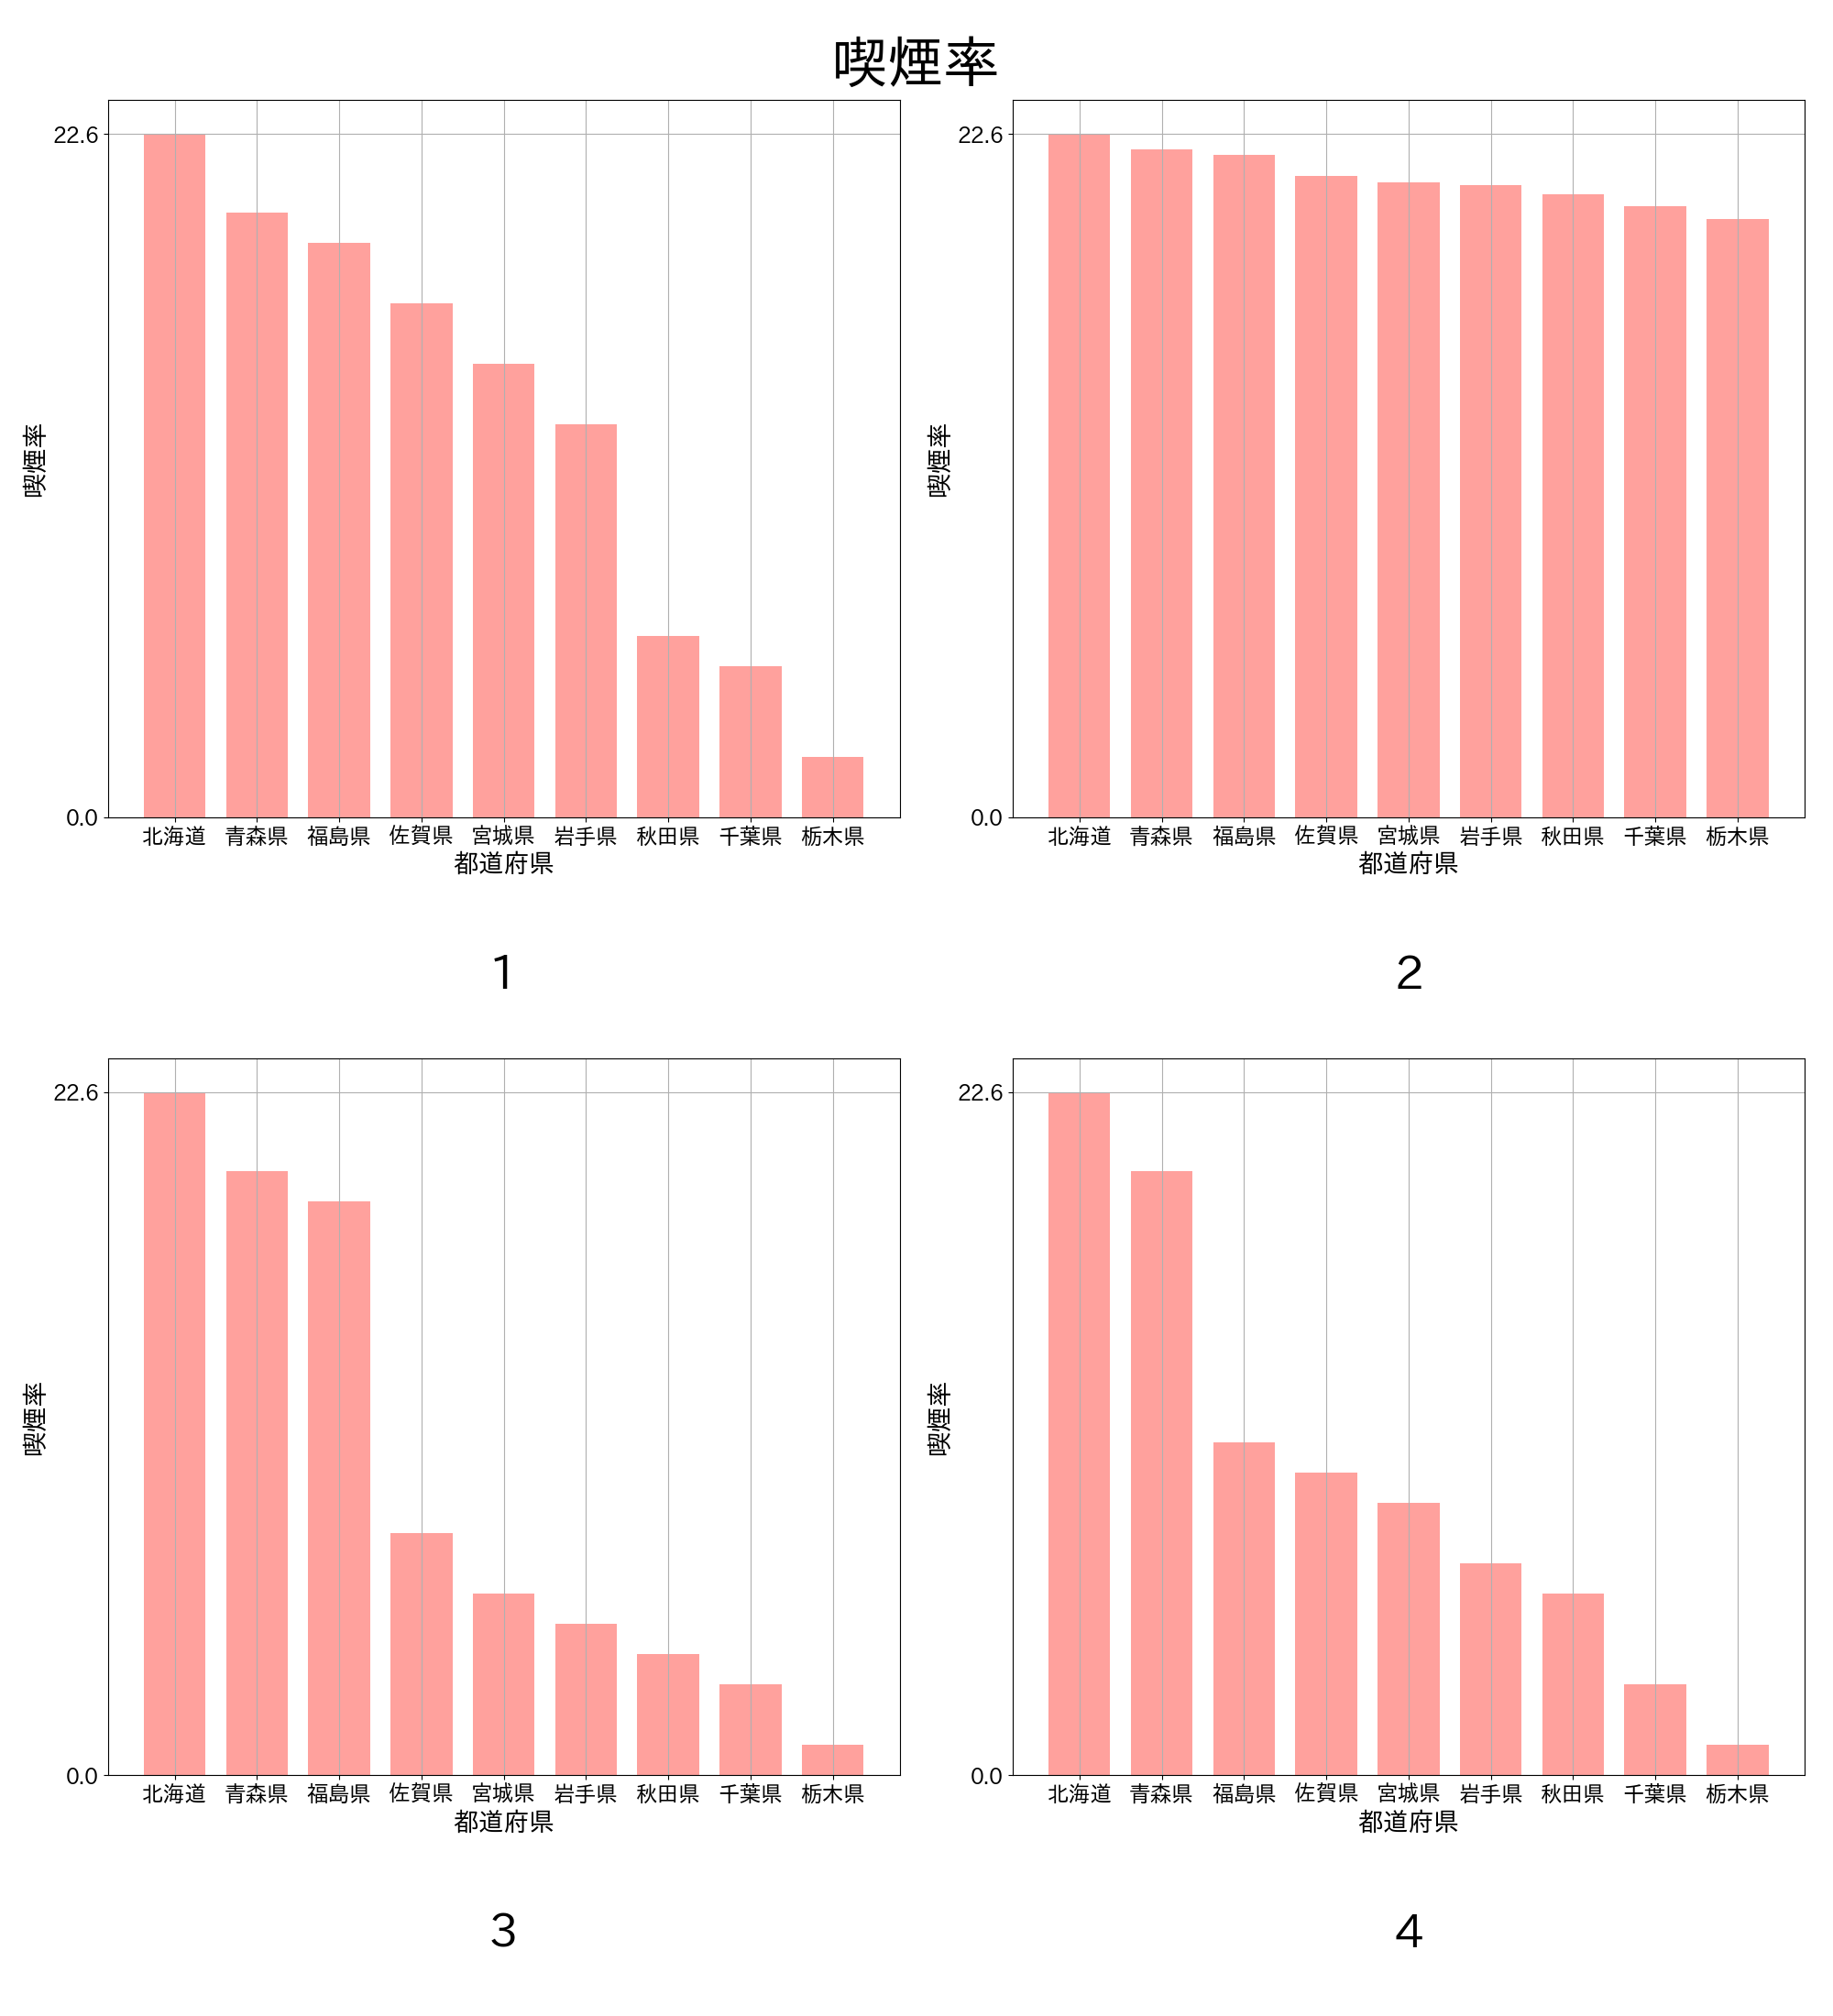 喫煙率
22.6
0.0
喫煙率
北海道 青森県 福島県 佐賀県 宮城県 岩手県 秋田県 千葉県 栃木県
都道府県
1
22.6
0.0
喫煙率
北海道 青森県 福島県 佐賀県 宮城県 岩手県 秋田県 千葉県 栃木県
都道府県
2
22.6
0.0
喫煙率
北海道 青森県 福島県 佐賀県 宮城県 岩手県 秋田県 千葉県 栃木県
都道府県
3
22.6
0.0
喫煙率
北海道 青森県 福島県 佐賀県 宮城県 岩手県 秋田県 千葉県 栃木県
都道府県
4